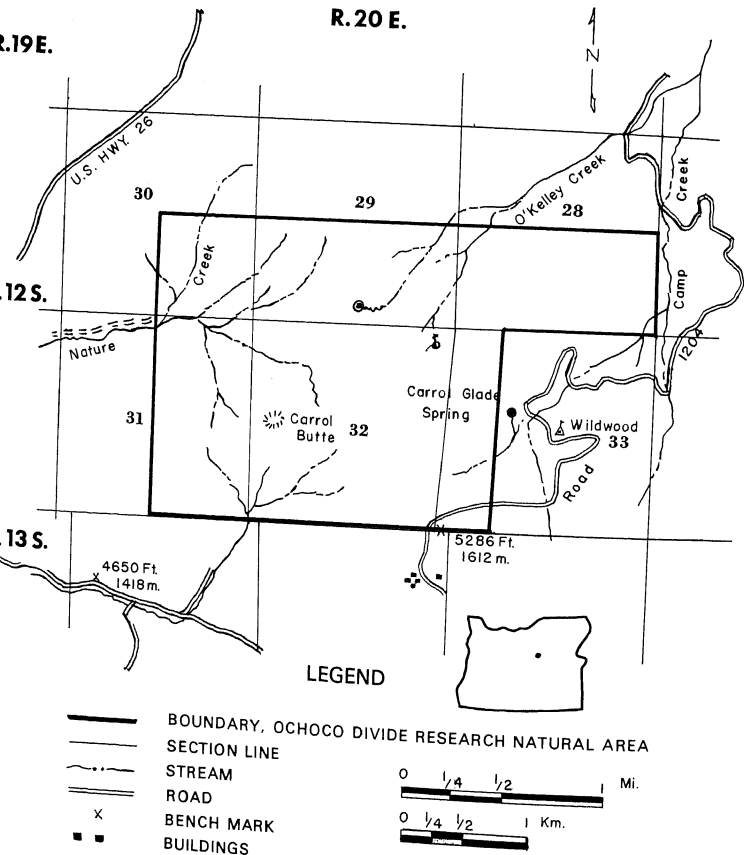 R. 20 E.
R.19 E.
N
U.S. HWY. 26
30
29
28
O'Kelley Creek
Creek
Camp
Creek
.12 S.
1204
Nature
Carrol Glade
Spring
31
Carrol
Butte
32
Wildwood
33
Road
. 13 S.
5286 Ft.
1612 m.
4650 Ft.
1418 m.
LEGEND
BOUNDARY, OCHOCO DIVIDE RESEARCH NATURAL AREA
SECTION LINE
STREAM
ROAD
BENCH MARK
BUILDINGS
0 1/4 1/2 1 Mi.
0 1/4 1/2 1 Km.